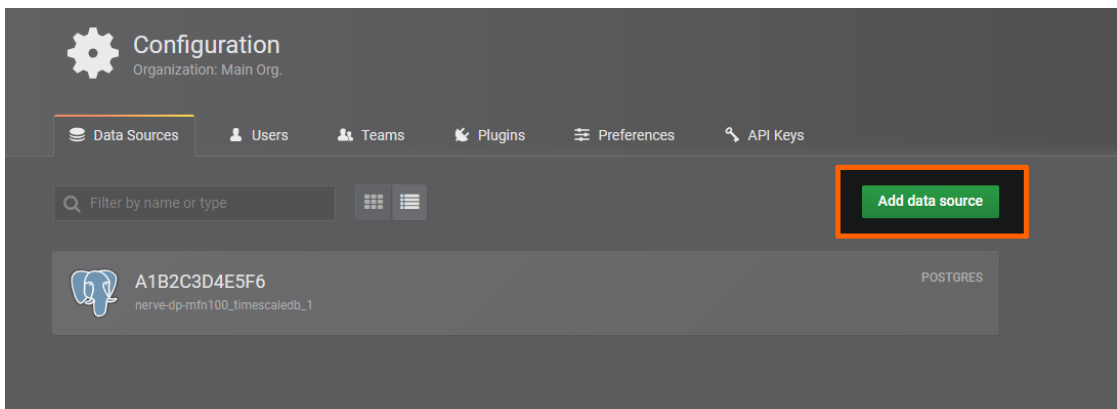 Configuration
Organization: Main Org.
Data Sources Users Teams Plugins Preferences API Keys
Filter by name or type
Add data source
A1B2C3D4E5F6
POSTGRES
nerve-dp-mfn100_timescaledb_1